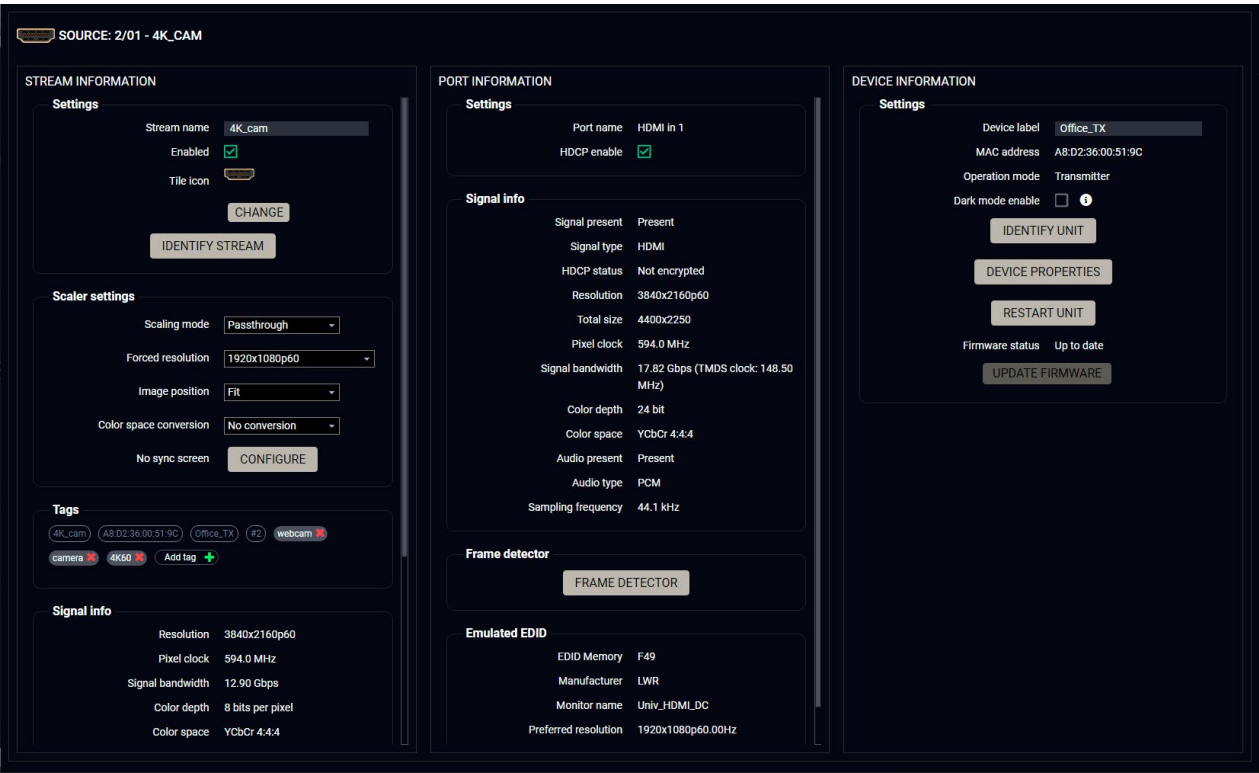 SOURCE: 2/01 - 4K_CAM
STREAM INFORMATION
Settings
Stream name 4K_cam
Enabled
Tile icon
CHANGE
IDENTIFY STREAM
Scaler settings
Scaling mode Passthrough
Forced resolution 1920x1080p60
Image position Fit
Color space conversion No conversion
No sync screen CONFIGURE
Tags
4K_cam A8:D2:36:00:51:9C Office_TX #2 webcam
camera 4K60 Add tag
Signal info
Resolution 3840x2160p60
Pixel clock 594.0 MHz
Signal bandwidth 12.90 Gbps
Color depth 8 bits per pixel
Color space YCbCr 4:4:4
PORT INFORMATION
Settings
Port name HDMI in 1
HDCP enable
Signal info
Signal present Present
Signal type HDMI
HDCP status Not encrypted
Resolution 3840x2160p60
Total size 4400x2250
Pixel clock 594.0 MHz
Signal bandwidth 17.82 Gbps (TMDS clock: 148.50
MHz)
Color depth 24 bit
Color space YCbCr 4:4:4
Audio present Present
Audio type PCM
Sampling frequency 44.1 kHz
Frame detector
FRAME DETECTOR
Emulated EDID
EDID Memory F49
Manufacturer LWR
Monitor name Univ_HDMI_DC
Preferred resolution 1920x1080p60.00Hz
DEVICE INFORMATION
Settings
Device label Office_TX
MAC address A8:D2:36:00:51:9C
Operation mode Transmitter
Dark mode enable
IDENTIFY UNIT
DEVICE PROPERTIES
RESTART UNIT
Firmware status Up to date
UPDATE FIRMWARE